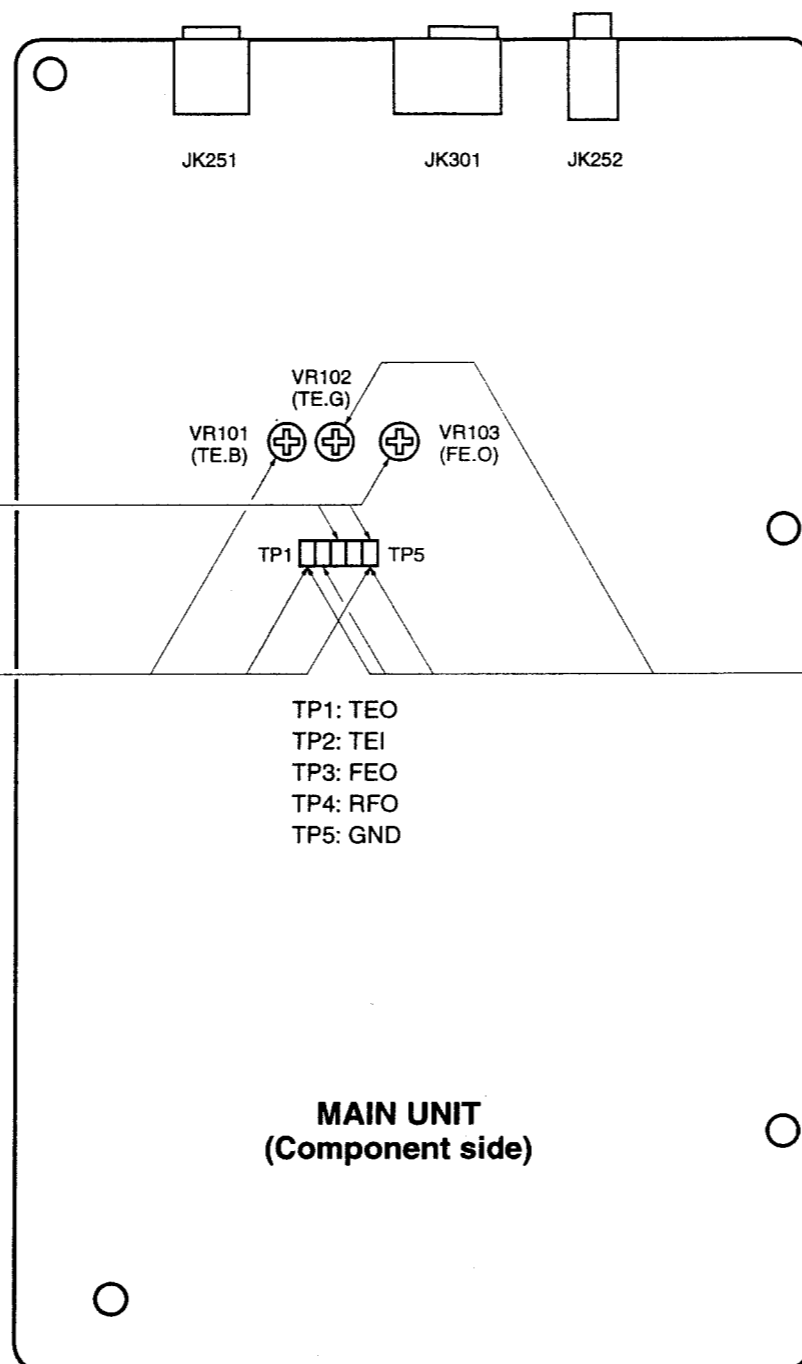 JK251
JK301
JK252
VR102
(TE.G)
VR101
(TE.B)
VR103
(FE.O)
TP1
TP5
TP1: TEO
TP2: TEI
TP3: FEO
TP4: RFO
TP5: GND
MAIN UNIT
(Component side)